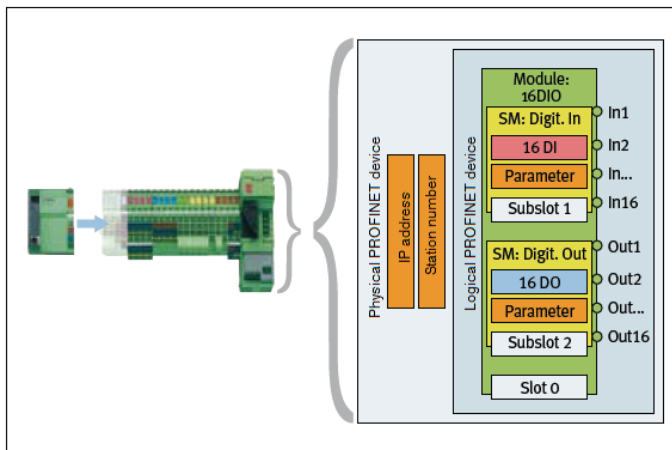 Physical PROFINET device
IP address
Station number
Logical PROFINET device
Module:
16DIO
SM: Digit. In
16 DI
Parameter
Subslot 1
In1
In2
In...
In16
SM: Digit. Out
16 DO
Parameter
Subslot 2
Out1
Out2
Out...
Out16
Slot 0